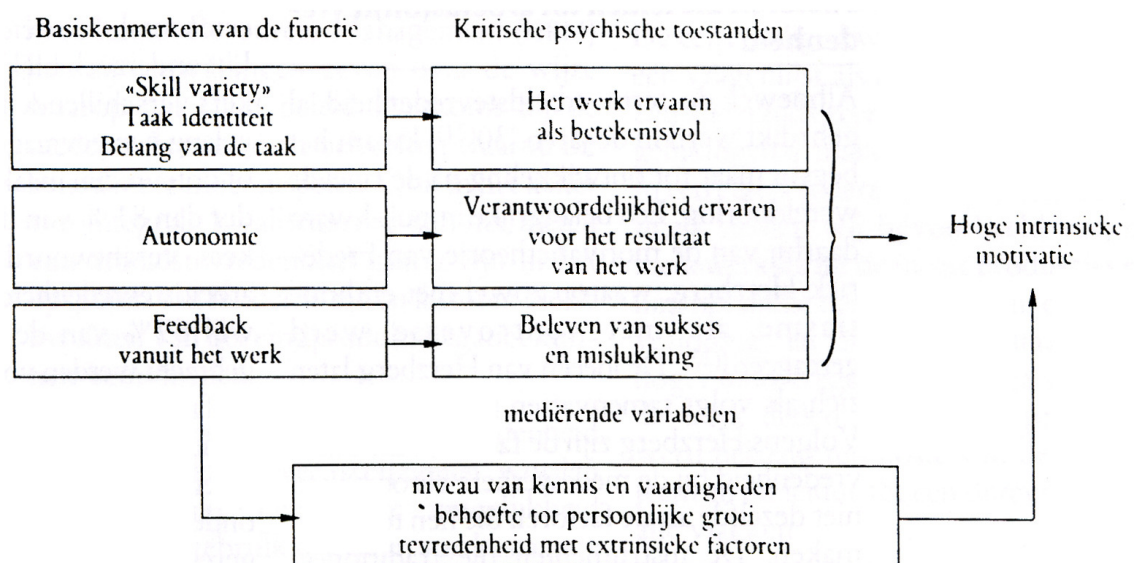 Basiskenmerken van de functie
Kritische psychische toestanden
«Skill variety»
Taak identiteit
Belang van de taak
Het werk ervaren
als betekenisvol
Autonomie
Verantwoordelijkheid ervaren
voor het resultaat
van het werk
Hoge intrinsieke
motivatie
Feedback
vanuit het werk
Beleven van sukses
en mislukking
mediërende variabelen
niveau van kennis en vaardigheden
behoefte tot persoonlijke groei
tevredenheid met extrinsieke factoren